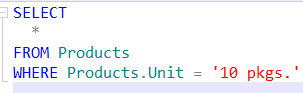 SELECT
*
FROM Products
WHERE Products.Unit = '10 pkgs.'